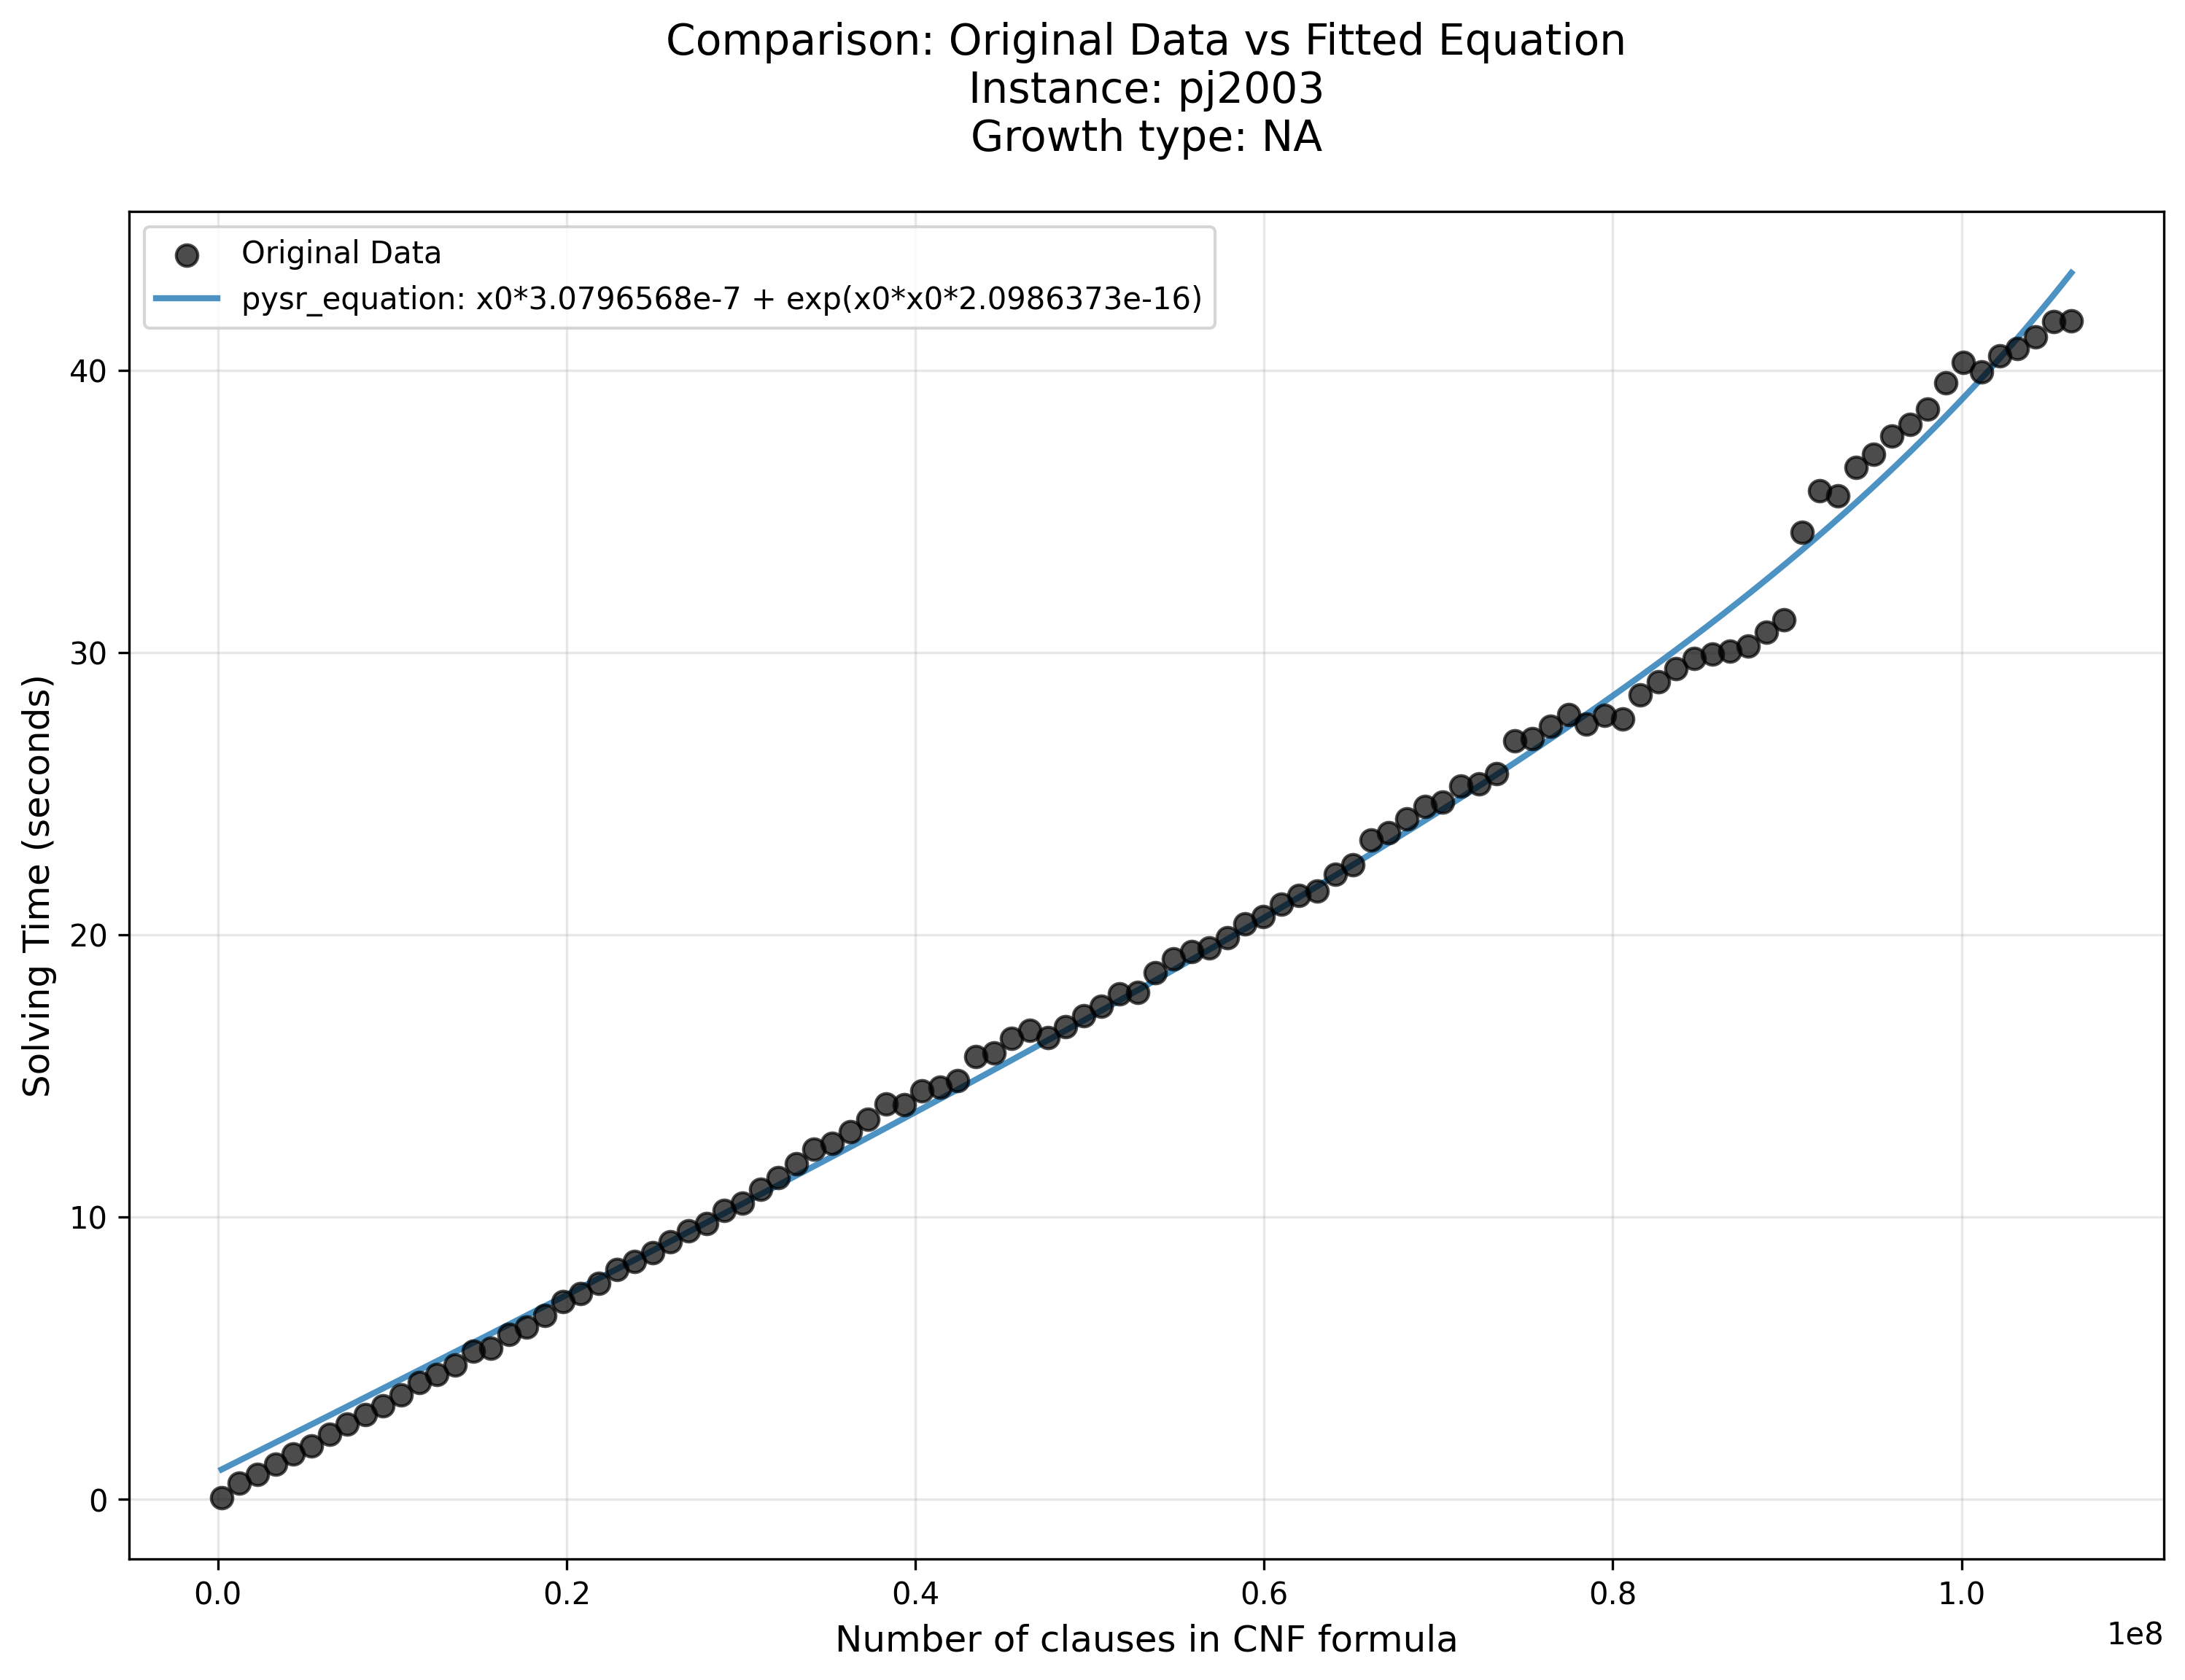 Comparison: Original Data vs Fitted Equation
Instance: pj2003
Growth type: NA
Original Data
pysr_equation: x0*3.0796568e-7 + exp(x0*x0*2.0986373e-16)
40
30
20
10
0
Solving Time (seconds)
0.0 0.2 0.4 0.6 0.8 1.0
1e8
Number of clauses in CNF formula